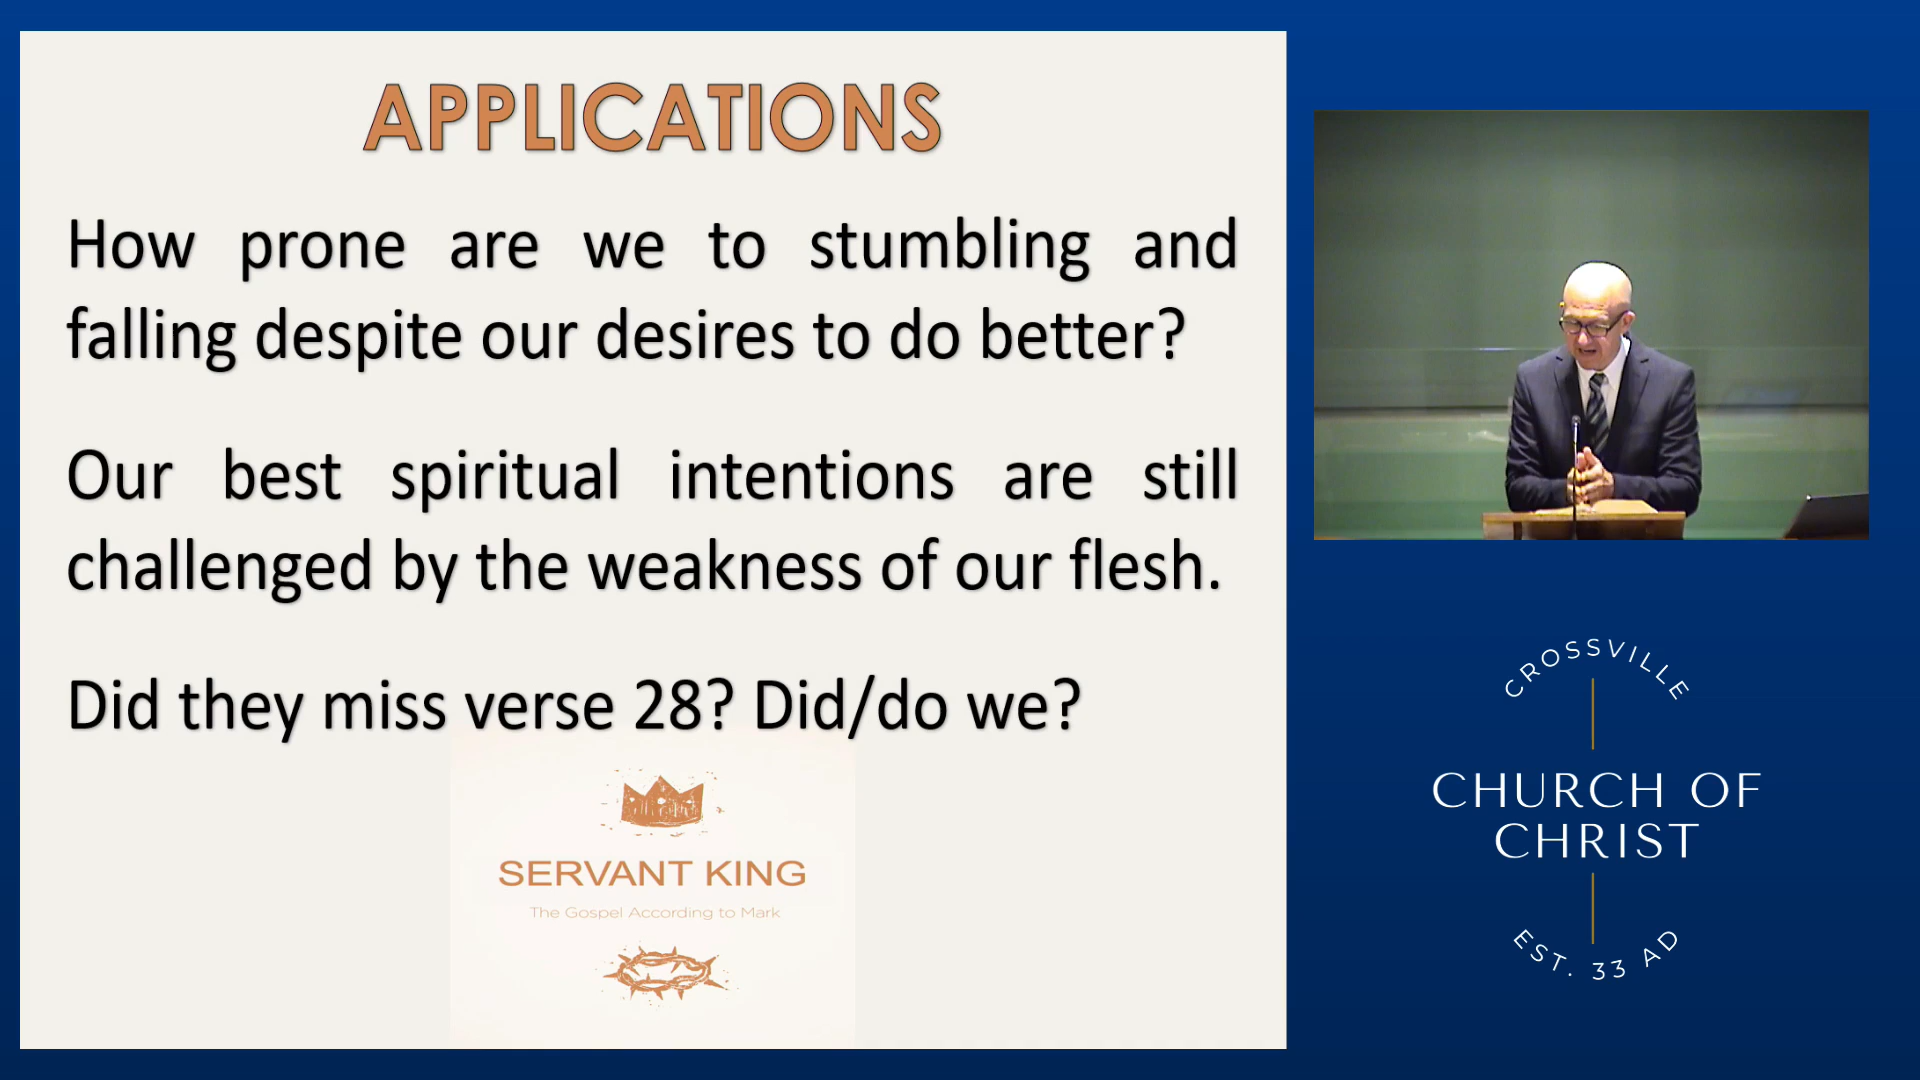 APPLICATIONS
How prone are we to stumbling and
falling despite our desires to do better?
Our best spiritual intentions are still
challenged by the weakness of our flesh.
Did they miss verse 28? Did/do we?
SERVANT KING
The Gospel According to Mark
CROSSVILLE
CHURCH OF
CHRIST
EST. 33 AD